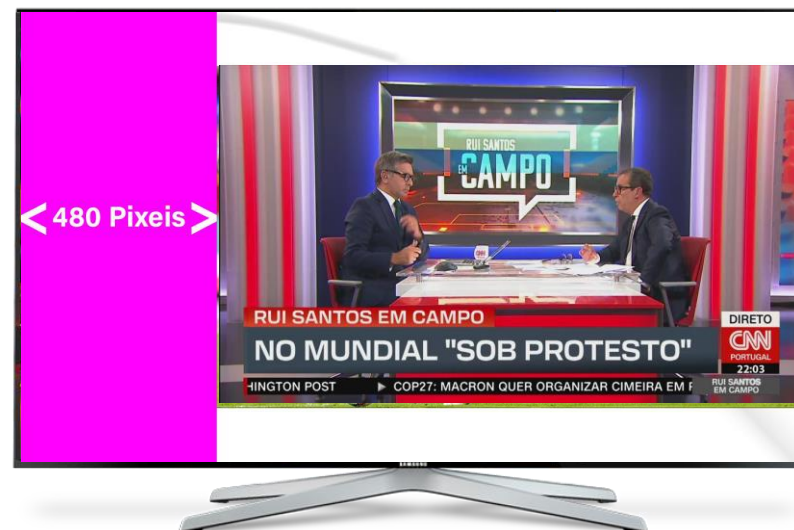 < 480 Pixeis >
RUI SANTOS
EM
CAMPO
CNN
RUI SANTOS EM CAMPO
NO MUNDIAL "SOB PROTESTO"
DIRETO
CNN
PORTUGAL
22:03
HINGTON POST ▶ COP27: MACRON QUER ORGANIZAR CIMEIRA EM F
RUI SANTOS
EM CAMPO
SAMSUNG